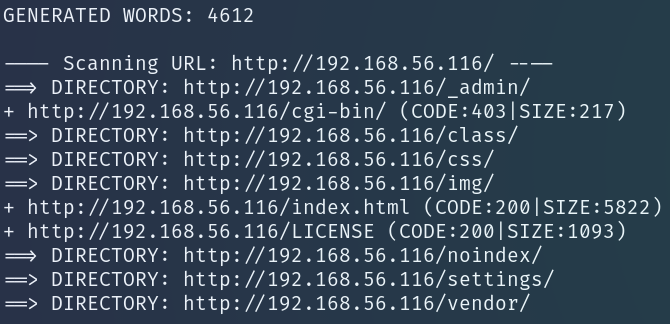 GENERATED WORDS: 4612
---- Scanning URL: http://192.168.56.116/ ----
==> DIRECTORY: http://192.168.56.116/_admin/
+ http://192.168.56.116/cgi-bin/ (CODE:403|SIZE:217)
==> DIRECTORY: http://192.168.56.116/class/
==> DIRECTORY: http://192.168.56.116/css/
==> DIRECTORY: http://192.168.56.116/img/
+ http://192.168.56.116/index.html (CODE:200|SIZE:5822)
+ http://192.168.56.116/LICENSE (CODE:200|SIZE:1093)
==> DIRECTORY: http://192.168.56.116/noindex/
==> DIRECTORY: http://192.168.56.116/settings/
==> DIRECTORY: http://192.168.56.116/vendor/